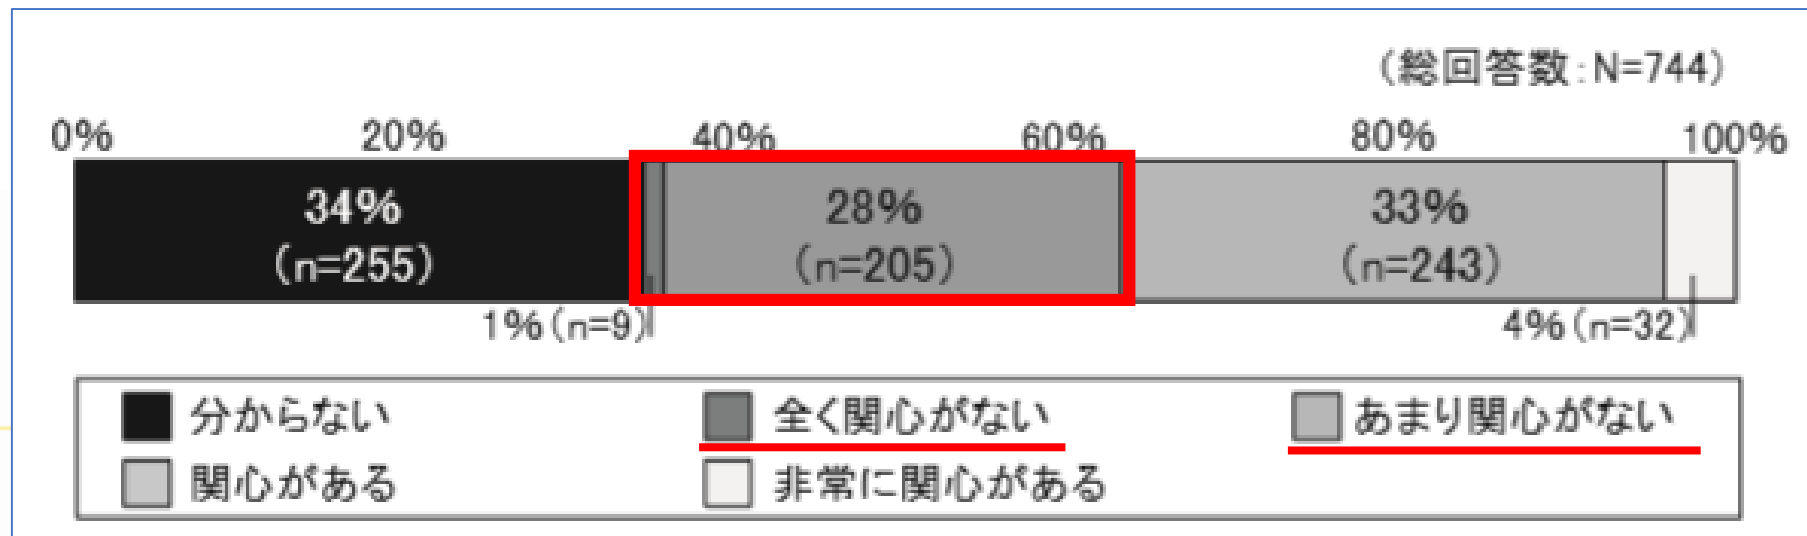 （総回答数：N=744）
0% 20% 40% 60% 80% 100%
34% 28% 33%
（n=255） （n=205） （n=243）
1%（n=9） 4%（n=32）
分からない 全く関心がない あまり関心がない
関心がある 非常に関心がある